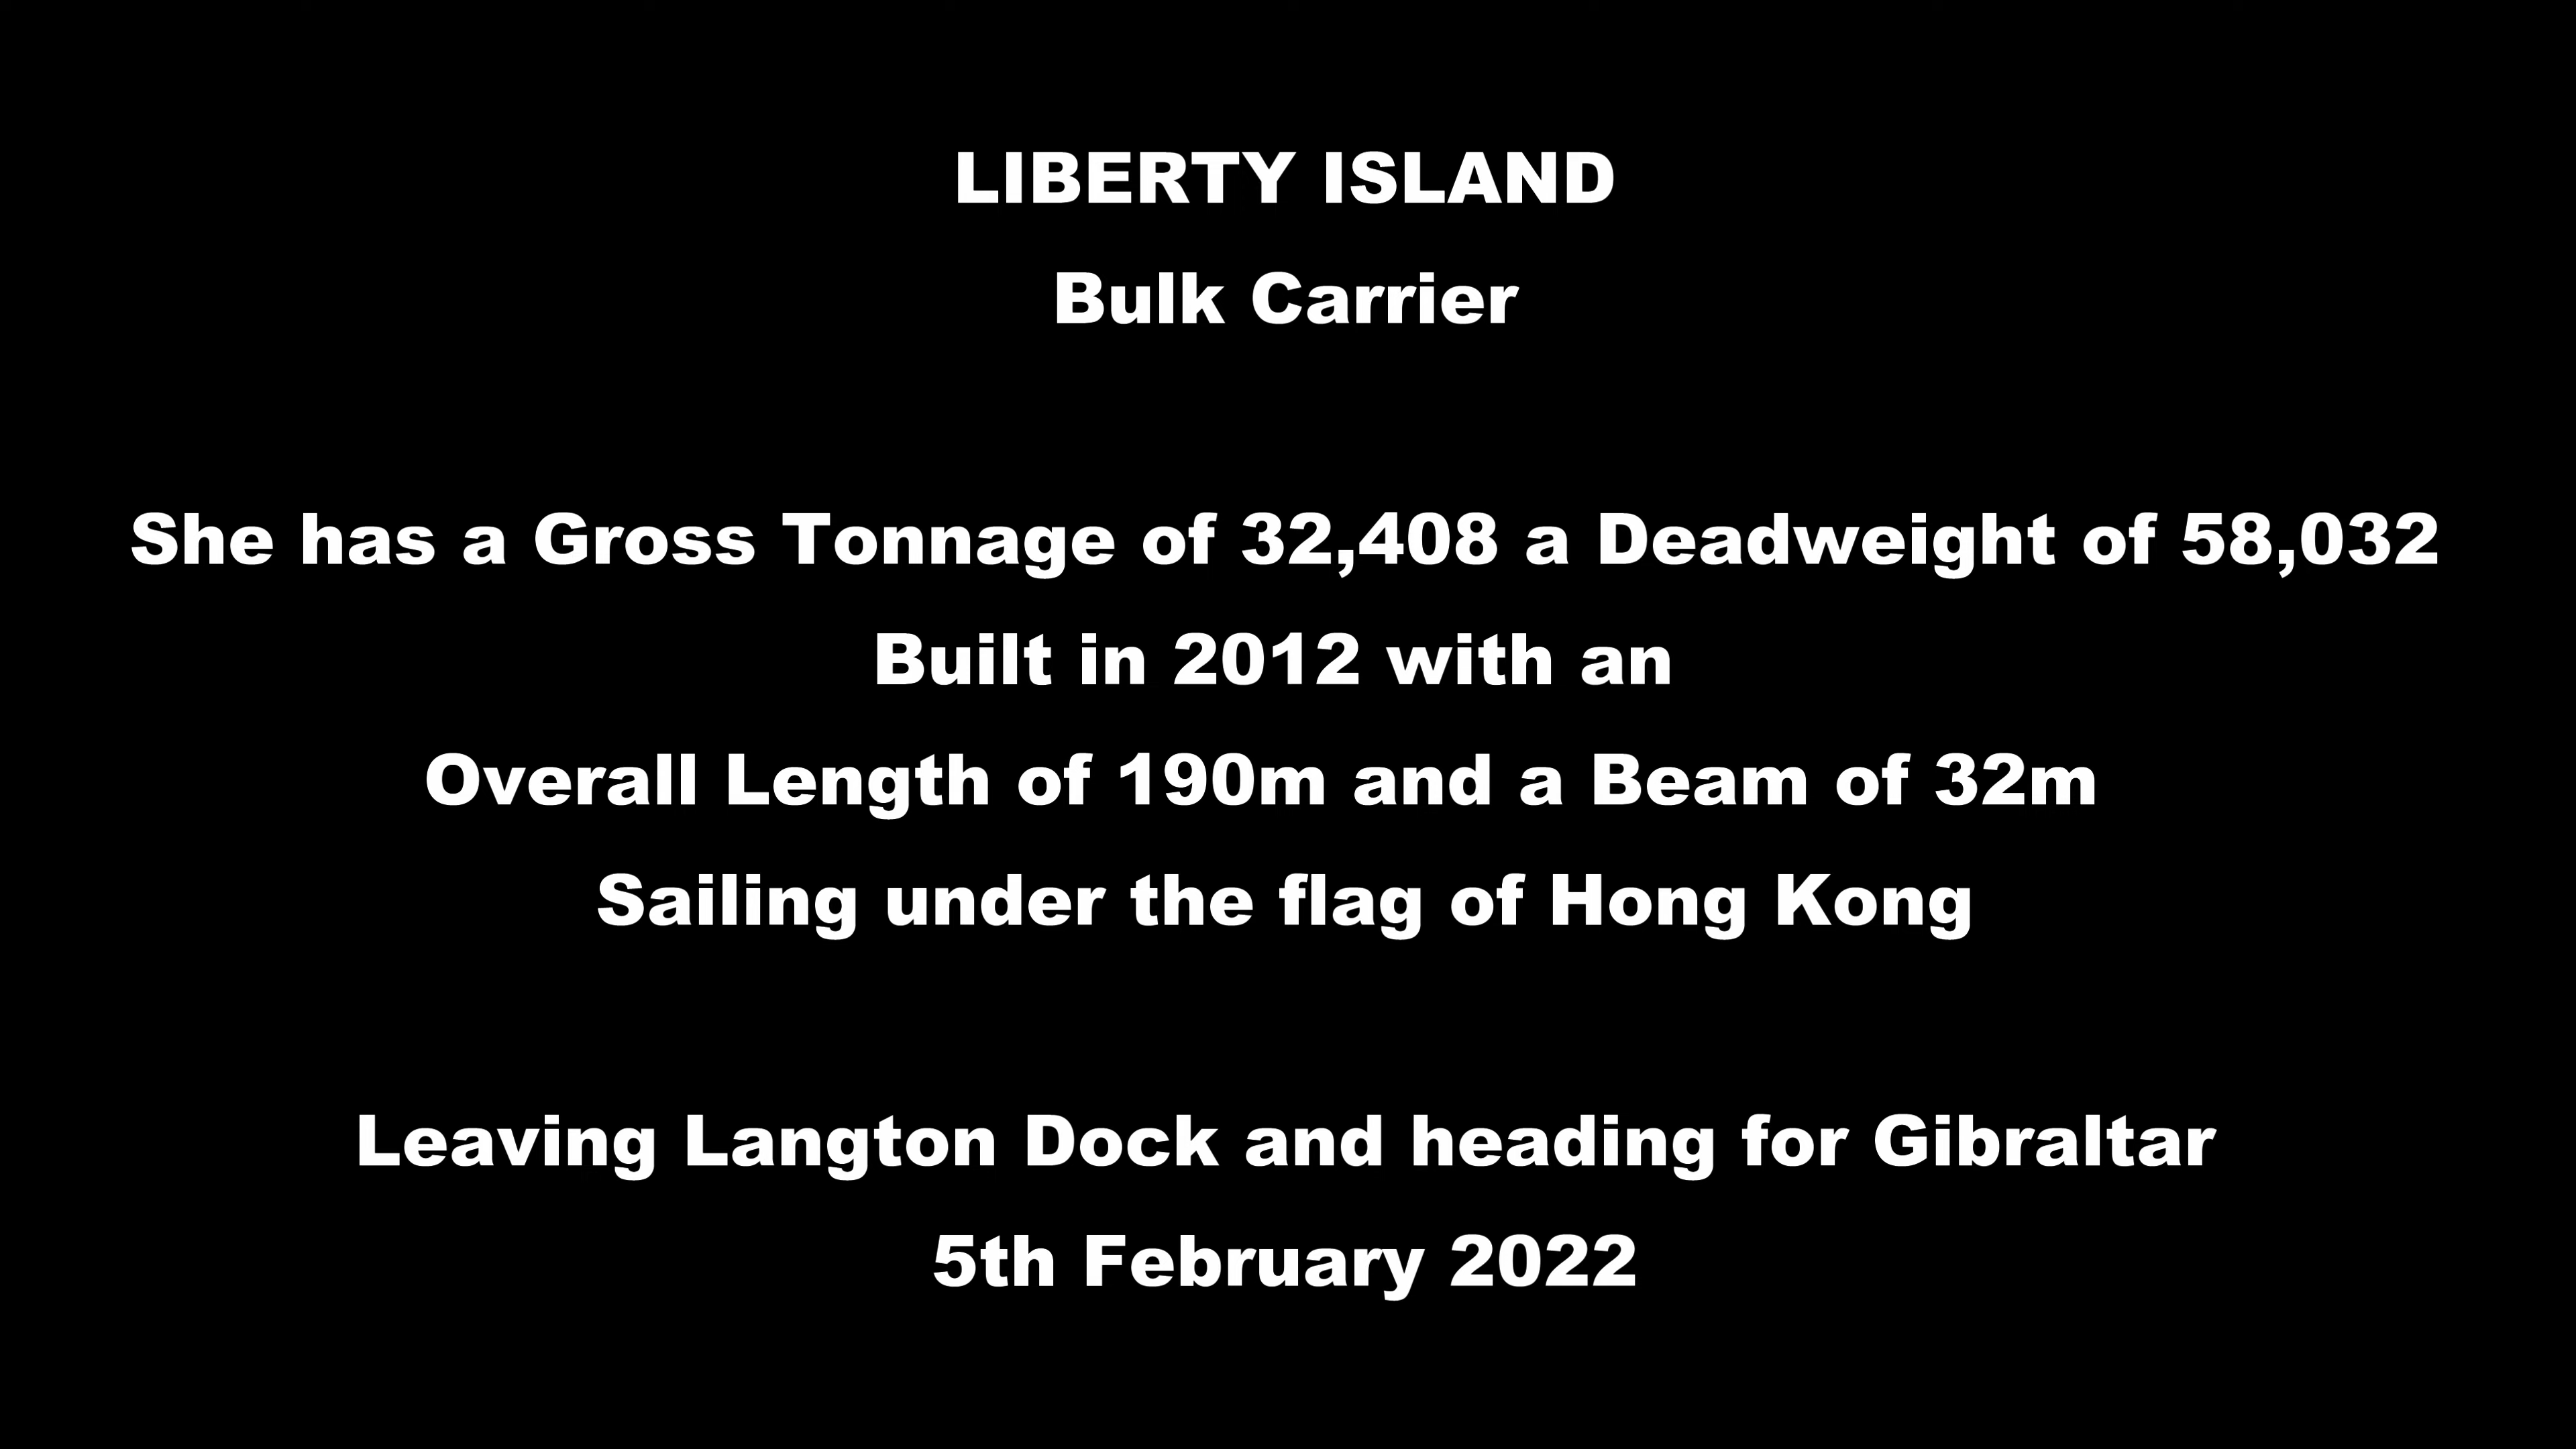 LIBERTY ISLAND
Bulk Carrier
She has a Gross Tonnage of 32,408 a Deadweight of 58,032
Built in 2012 with an
Overall Length of 190m and a Beam of 32m
Sailing under the flag of Hong Kong
Leaving Langton Dock and heading for Gibraltar
5th February 2022